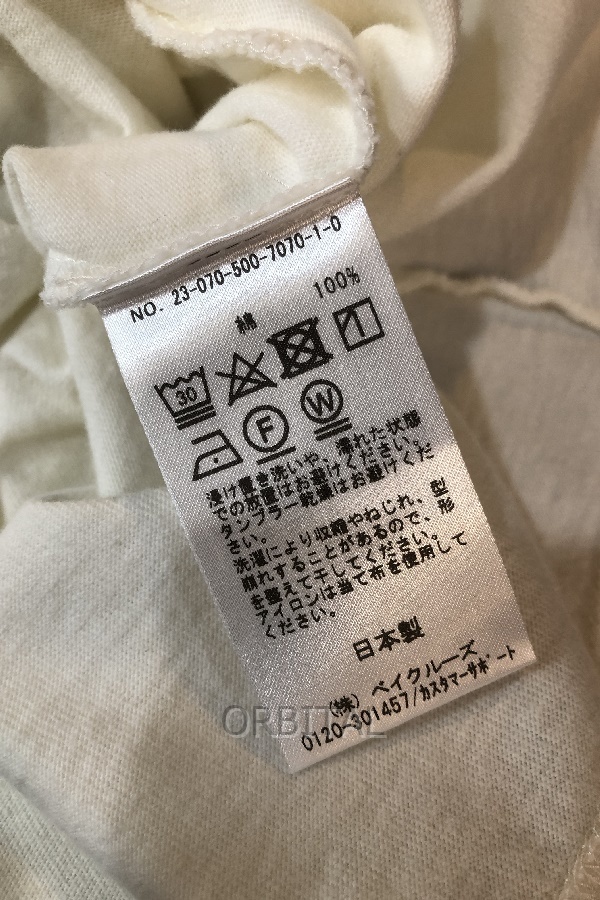 NO. 23-070-500-7070-1-0
綿 100%
30
F W
浸け置き洗いや、濡れた状態
での放置はお避けください。
タンブラー乾燥はお避けくだ
さい。
洗濯により収縮やねじれ、型
崩れすることがあるので、形
を整えて干してください。
アイロンは当て布を使用して
ください。
日本製
(株) ベイクルーズ
0120-301457/カスタマーサポート
ORBITAL